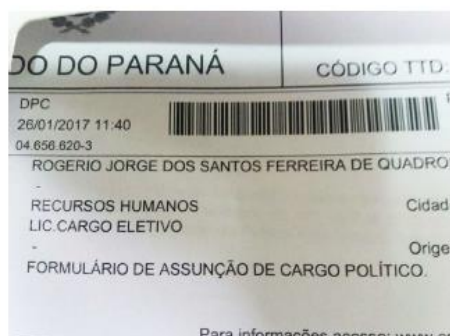 DO DO PARANÁ
CÓDIGO TTD:
DPC
26/01/2017 11:40
04.656.620-3
ROGERIO JORGE DOS SANTOS FERREIRA DE QUADRO
-
RECURSOS HUMANOS
Cidad
LIC.CARGO ELETIVO
-
Orige
FORMULÁRIO DE ASSUNÇÃO DE CARGO POLÍTICO.
Para informações